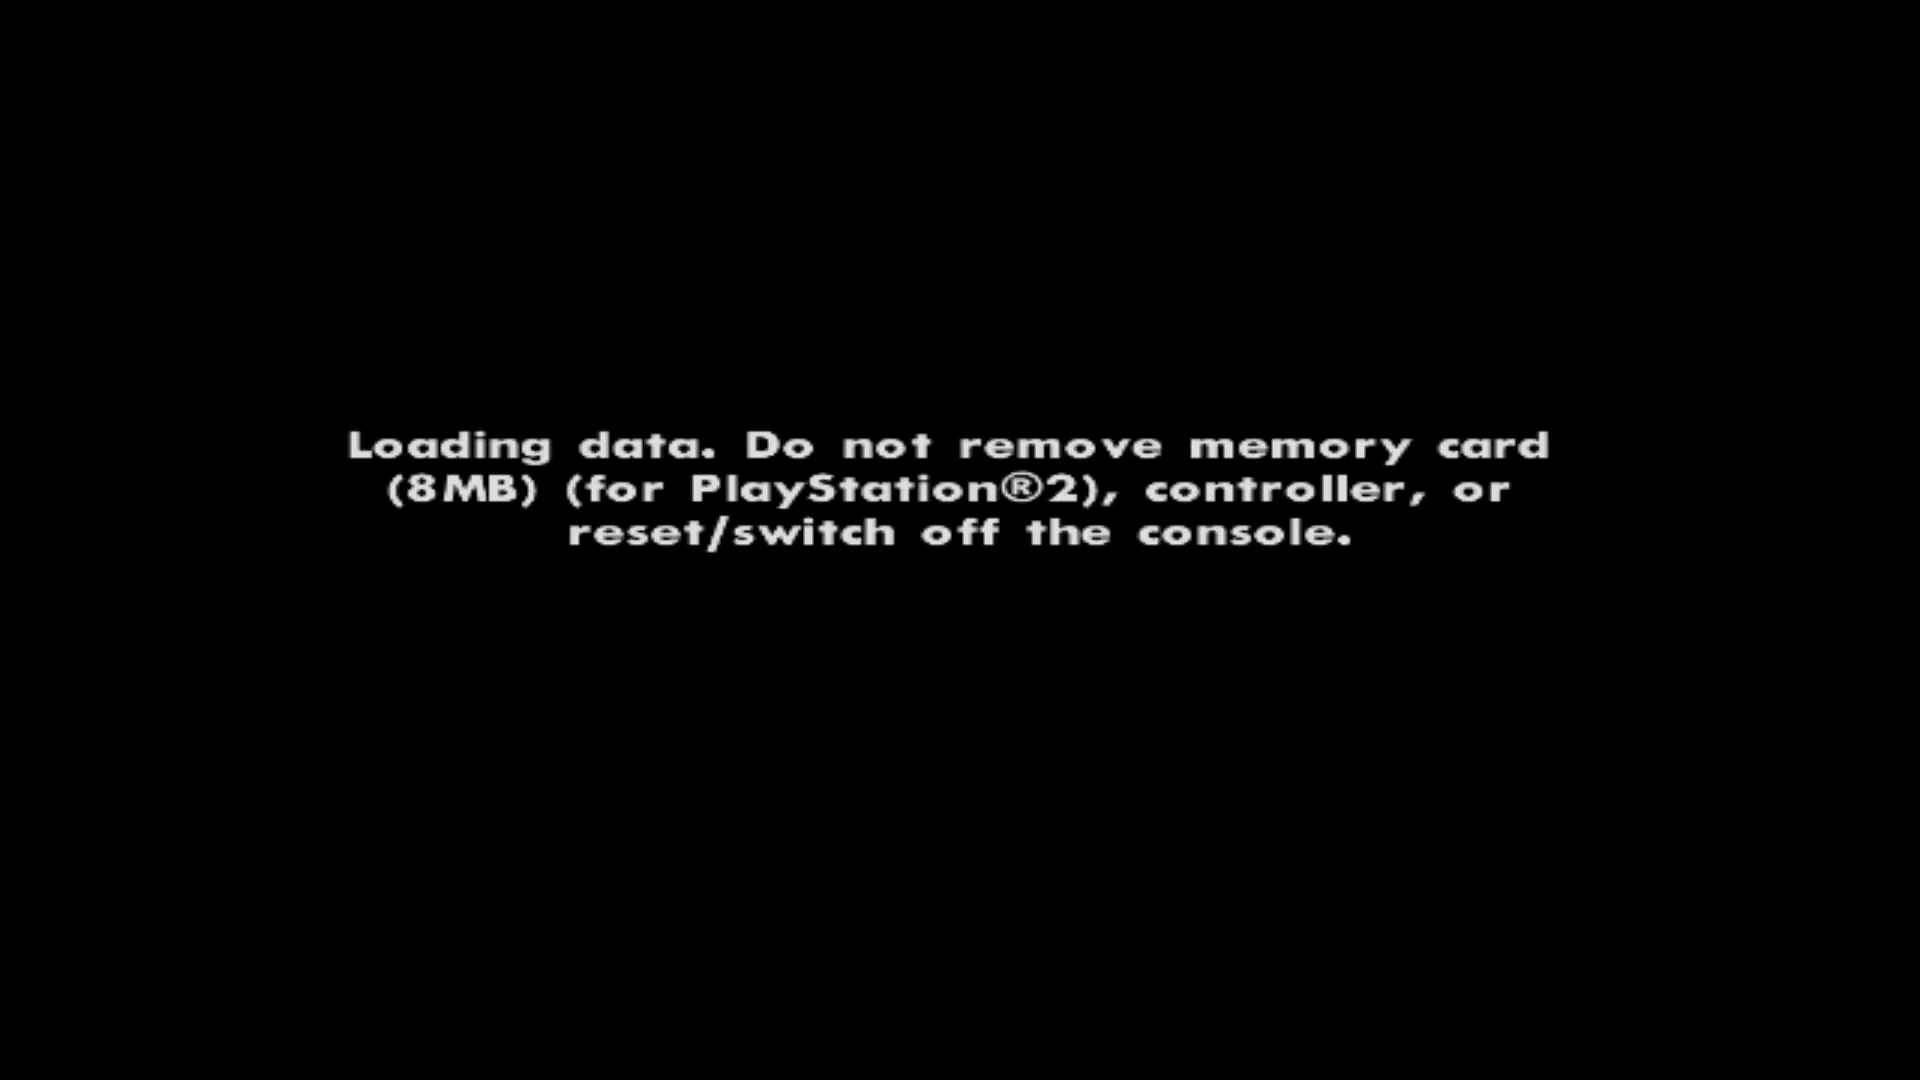 Loading data. Do not remove memory card
(8MB) (for PlayStation®2), controller, or
reset/switch off the console.